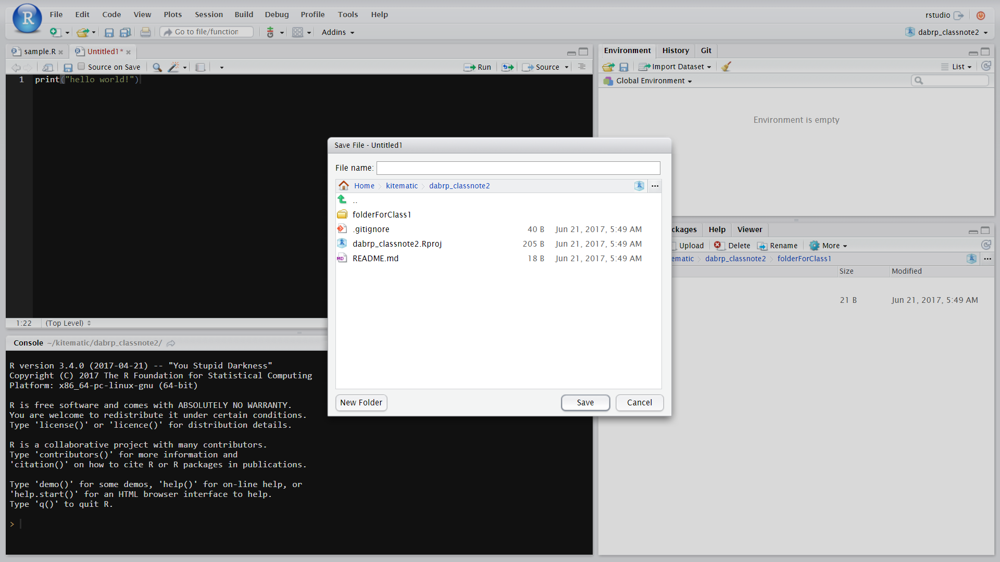 R File Edit Code View Plots Session Build Debug Profile Tools Help rstudio
Go to file/function Addins dabrp_classnote2
sample.R Untitled1*
Source on Save Run Source
1 print("hello world!")
1:22 (Top Level)
Environment History Git
Import Dataset List
Global Environment
Environment is empty
Save File - Untitled1
File name:
Home kitematic dabrp_classnote2 ...
..
folderForClass1
.gitignore 40 B Jun 21, 2017, 5:49 AM
dabrp_classnote2.Rproj 205 B Jun 21, 2017, 5:49 AM
README.md 18 B Jun 21, 2017, 5:49 AM
New Folder Save Cancel
ckages Help Viewer
Upload Delete Rename More
ematic dabrp_classnote2 folderForClass1 ...
Size Modified
21 B Jun 21, 2017, 5:49 AM
Console ~/kitematic/dabrp_classnote2/
R version 3.4.0 (2017-04-21) -- "You Stupid Darkness"
Copyright (C) 2017 The R Foundation for Statistical Computing
Platform: x86_64-pc-linux-gnu (64-bit)
R is free software and comes with ABSOLUTELY NO WARRANTY.
You are welcome to redistribute it under certain conditions.
Type 'license()' or 'licence()' for distribution details.
R is a collaborative project with many contributors.
Type 'contributors()' for more information and
'citation()' on how to cite R or R packages in publications.
Type 'demo()' for some demos, 'help()' for on-line help, or
'help.start()' for an HTML browser interface to help.
Type 'q()' to quit R.
>